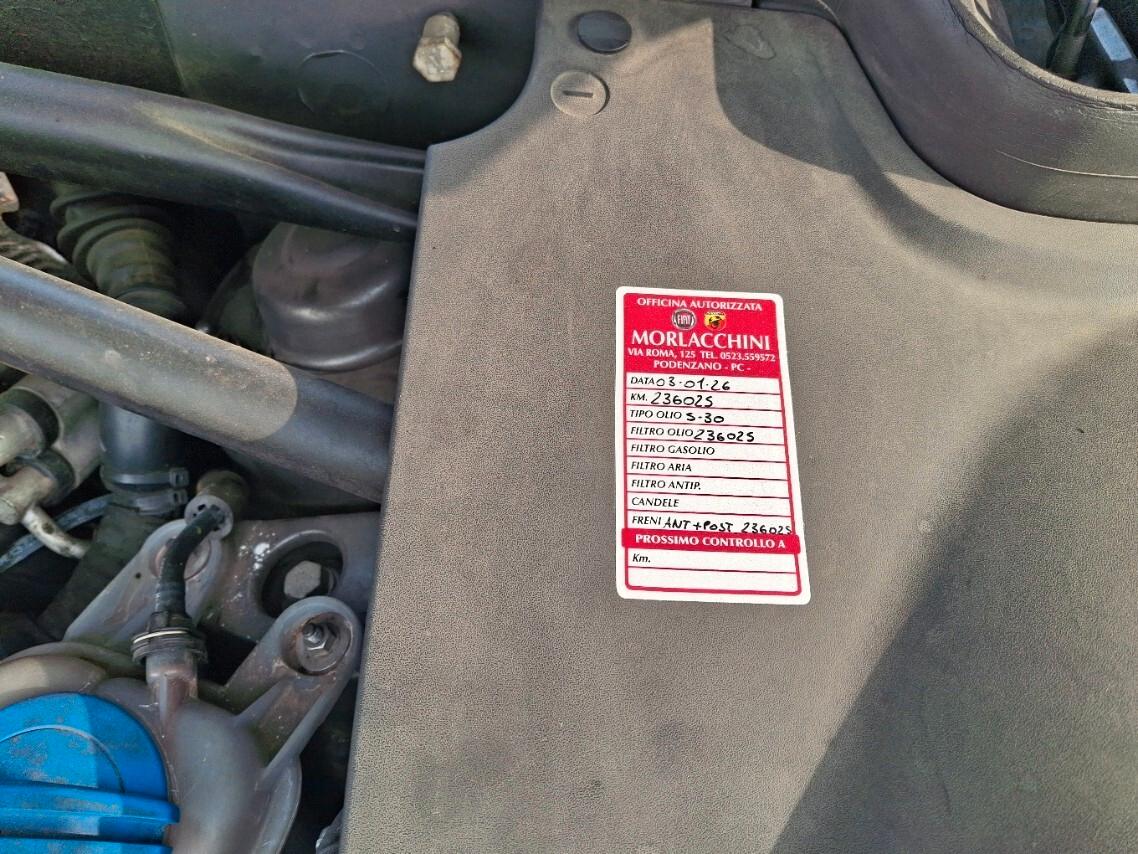 OFFICINA AUTORIZZATA
FIAT
MORLACCHINI
VIA ROMA, 125 TEL. 0523.559572
PODENZANO - PC -
DATA 03-01-26
KM. 236025
TIPO OLIO 5-30
FILTRO OLIO 236025
FILTRO GASOLIO
FILTRO ARIA
FILTRO ANTIP.
CANDELE
FRENI ANT + POST 236025
PROSSIMO CONTROLLO A
Km.